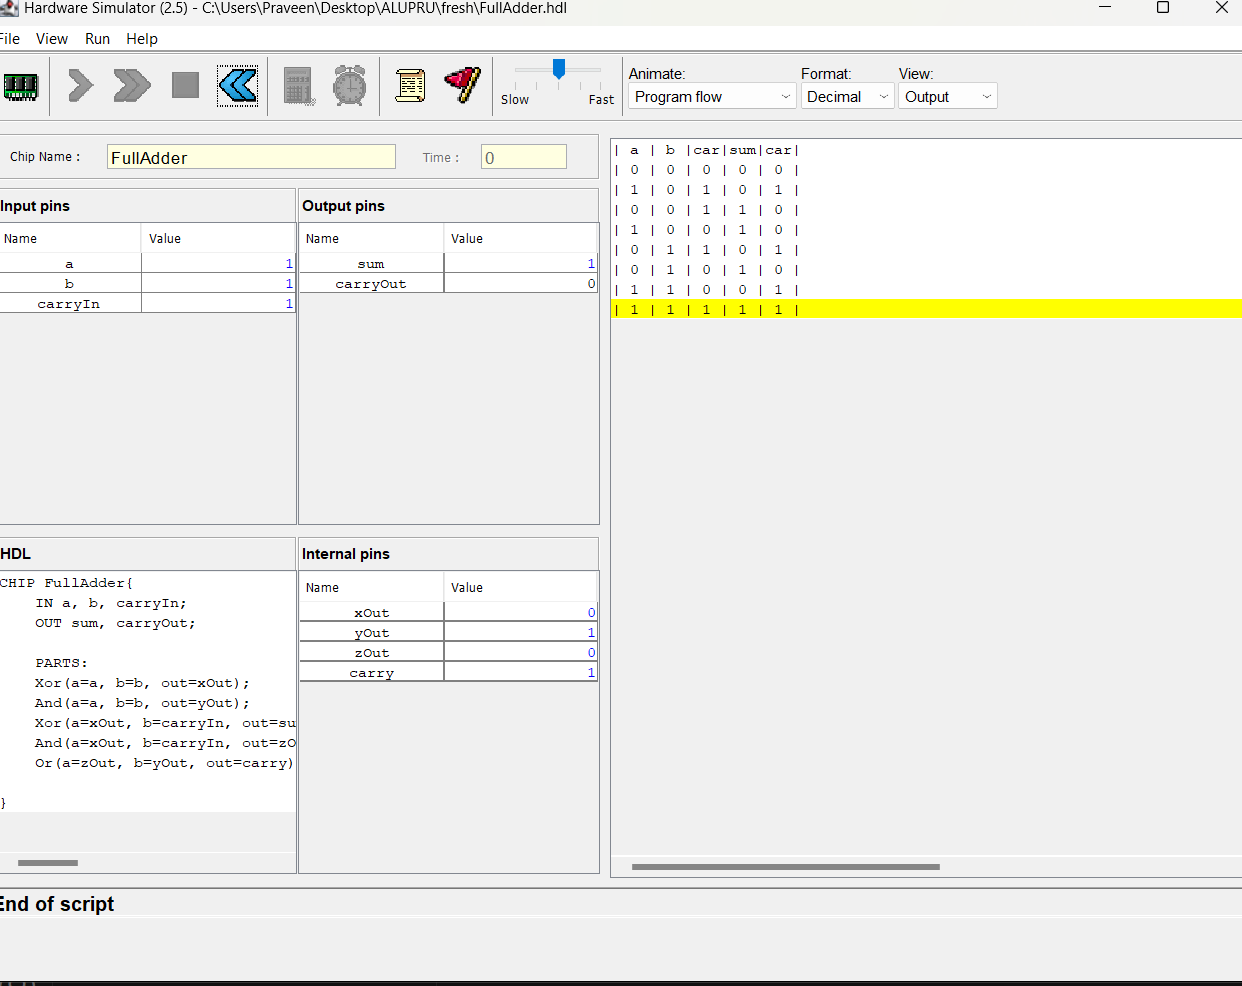 Hardware Simulator (2.5) - C:\Users\Praveen\Desktop\ALUPRU\fresh\FullAdder.hdl
File View Run Help
Slow Fast
Animate: Format: View:
Program flow Decimal Output
Chip Name : FullAdder Time : 0
Input pins
Name Value
a 1
b 1
carryIn 1
Output pins
Name Value
sum 1
carryOut 0
| a | b |car|sum|car|
| 0 | 0 | 0 | 0 | 0 |
| 1 | 0 | 1 | 0 | 1 |
| 0 | 0 | 1 | 1 | 0 |
| 1 | 0 | 0 | 1 | 0 |
| 0 | 1 | 1 | 0 | 1 |
| 0 | 1 | 0 | 1 | 0 |
| 1 | 1 | 0 | 0 | 1 |
| 1 | 1 | 1 | 1 | 1 |
HDL
CHIP FullAdder{
IN a, b, carryIn;
OUT sum, carryOut;
PARTS:
Xor(a=a, b=b, out=xOut);
And(a=a, b=b, out=yOut);
Xor(a=xOut, b=carryIn, out=su
And(a=xOut, b=carryIn, out=zO
Or(a=zOut, b=yOut, out=carry)
}
Internal pins
Name Value
xOut 0
yOut 1
zOut 0
carry 1
End of script